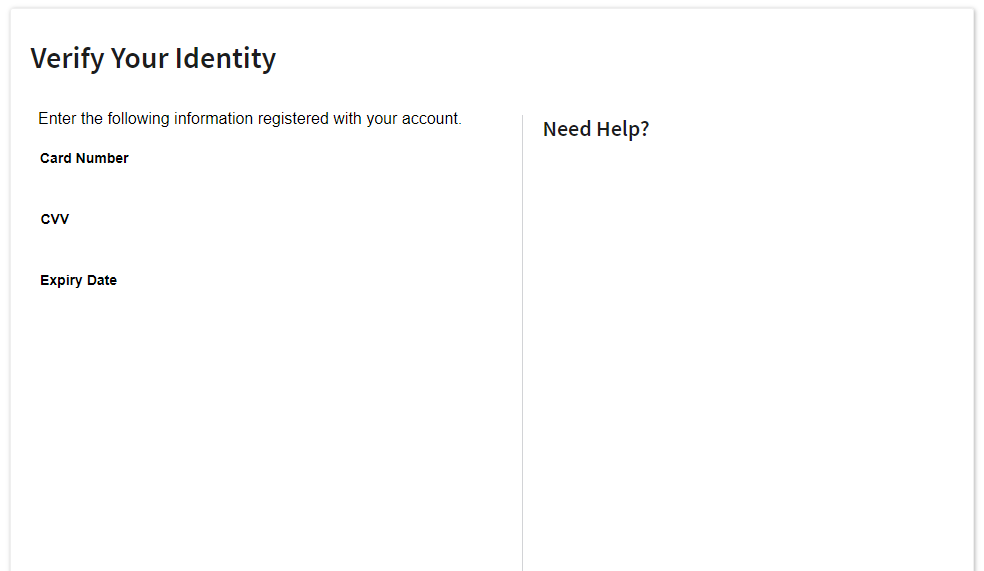 Verify Your Identity
Enter the following information registered with your account.
Need Help?
Card Number
CVV
Expiry Date